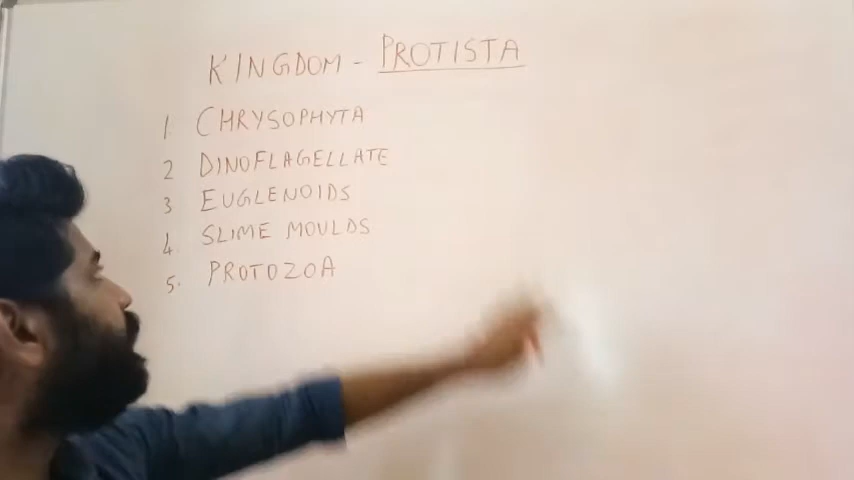 KINGDOM - PROTISTA
1. CHRYSOPHYTA
2 DINOFLAGELLATE
3 EUGLENOIDS
4. SLIME MOULDS
5. PROTOZOA